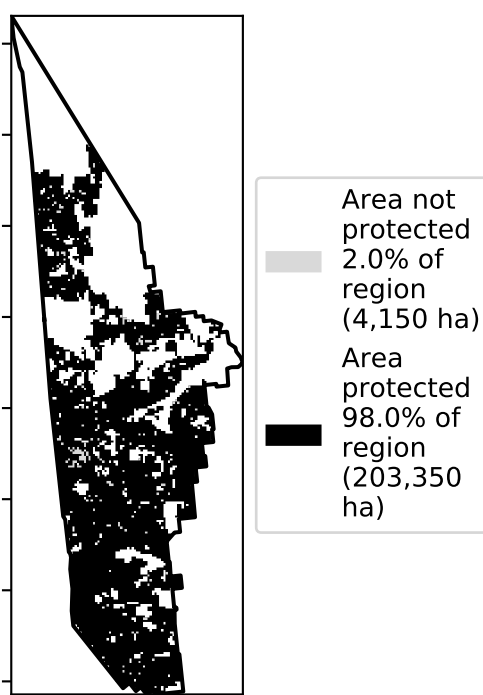 Area not
protected
2.0% of
region
(4,150 ha)
Area
protected
98.0% of
region
(203,350
ha)